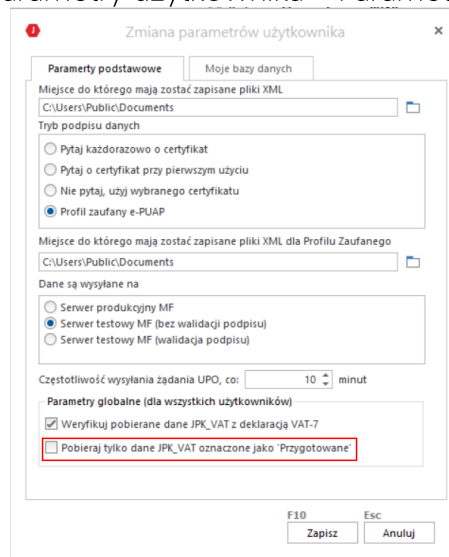 Zmiana parametrów użytkownika
Paramerty podstawowe
Moje bazy danych
Miejsce do którego mają zostać zapisane pliki XML
C:\Users\Public\Documents
Tryb podpisu danych
Pytaj każdorazowo o certyfikat
Pytaj o certyfikat przy pierwszym użyciu
Nie pytaj, użyj wybranego certyfikatu
Profil zaufany e-PUAP
Miejsce do którego mają zostać zapisane pliki XML dla Profilu Zaufanego
C:\Users\Public\Documents
Dane są wysyłane na
Serwer produkcyjny MF
Serwer testowy MF (bez walidacji podpisu)
Serwer testowy MF (walidacja podpisu)
Częstotliwość wysyłania żądania UPO, co: 10 minut
Parametry globalne (dla wszystkich użytkowników)
Weryfikuj pobierane dane JPK_VAT z deklaracją VAT-7
Pobieraj tylko dane JPK_VAT oznaczone jako 'Przygotowane'
F10 Esc
Zapisz Anuluj